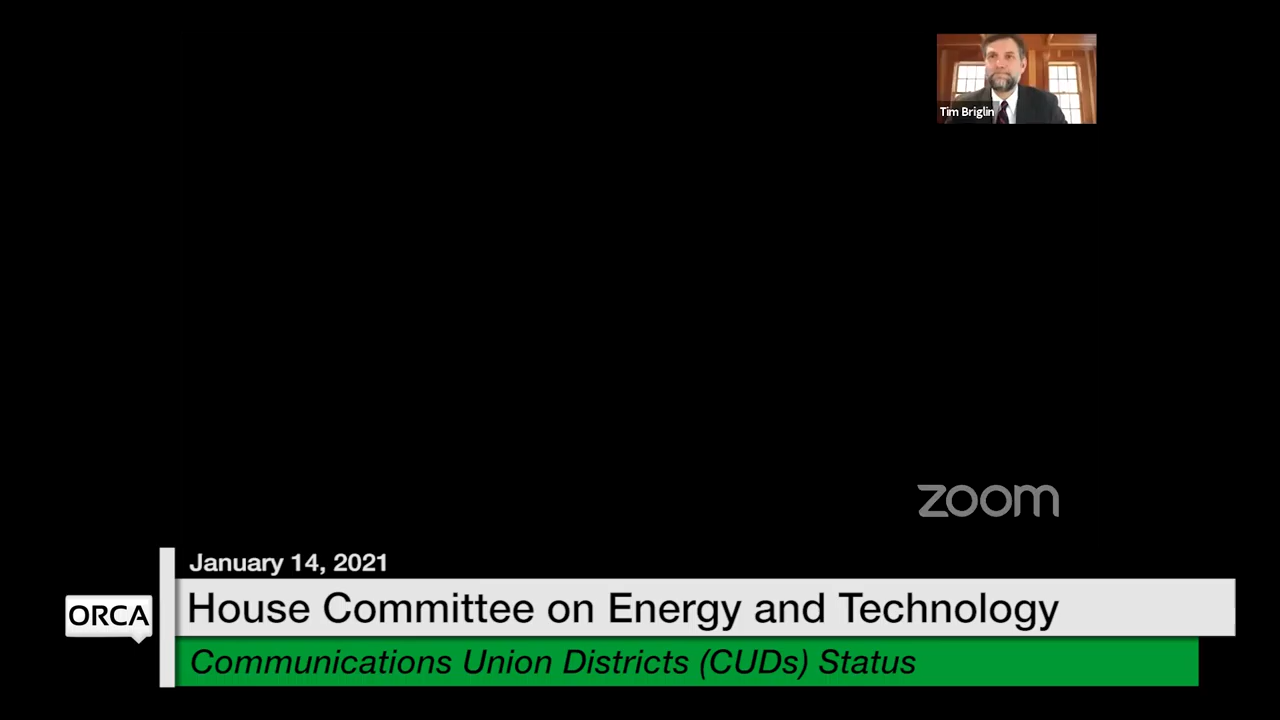 Tim Briglin
zoom
January 14, 2021
House Committee on Energy and Technology
ORCA
Communications Union Districts (CUDs) Status